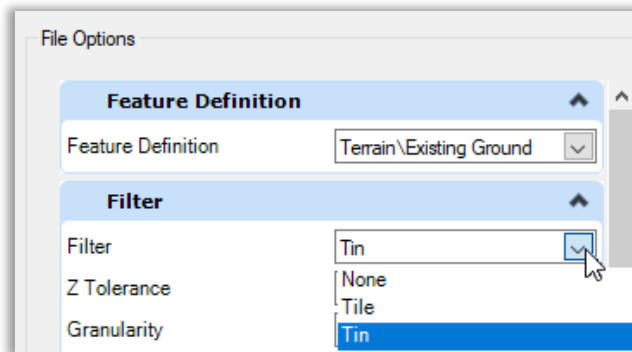 File Options
Feature Definition
Feature Definition Terrain\Existing Ground
Filter
Filter Tin
Z Tolerance None
Tile
Granularity Tin